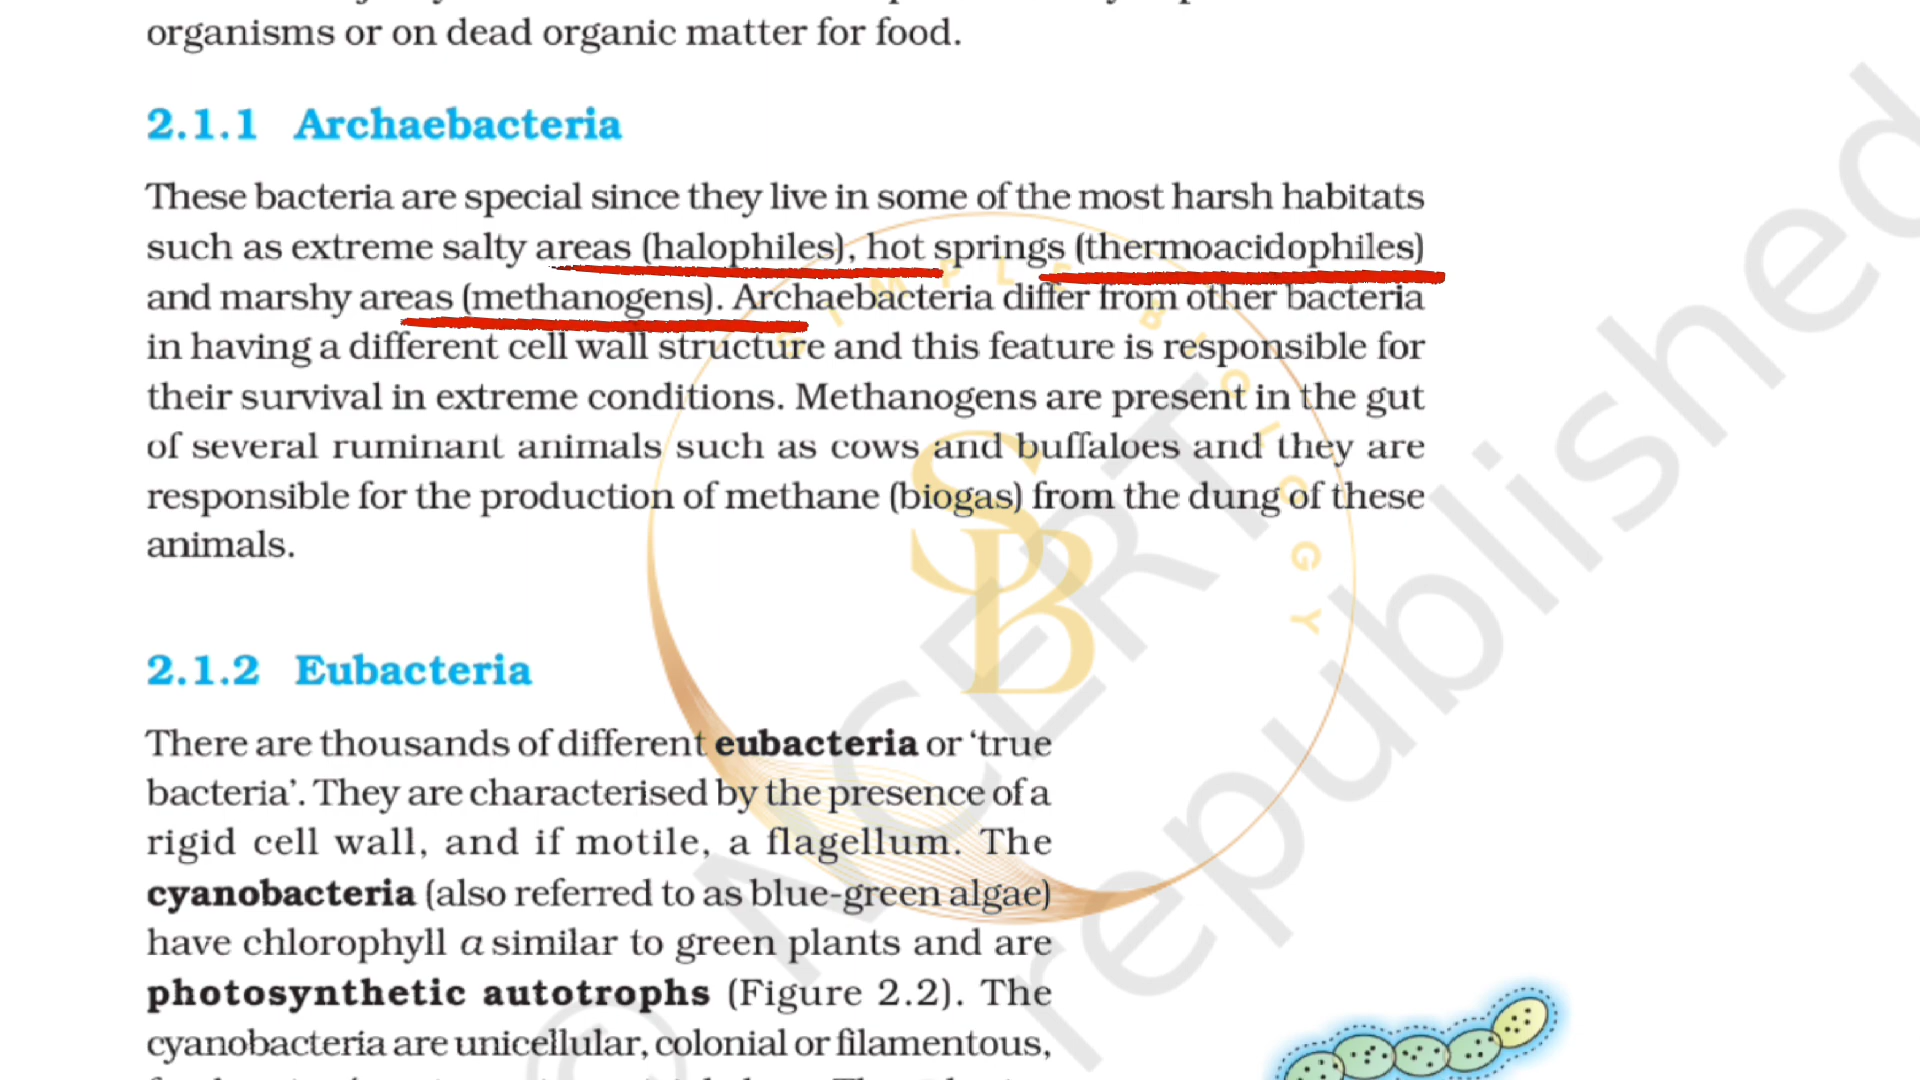 organisms or on dead organic matter for food.
2.1.1 Archaebacteria
These bacteria are special since they live in some of the most harsh habitats
such as extreme salty areas (halophiles), hot springs (thermoacidophiles)
and marshy areas (methanogens). Archaebacteria differ from other bacteria
in having a different cell wall structure and this feature is responsible for
their survival in extreme conditions. Methanogens are present in the gut
of several ruminant animals such as cows and buffaloes and they are
responsible for the production of methane (biogas) from the dung of these
animals.
2.1.2 Eubacteria
There are thousands of different eubacteria or ‘true
bacteria’. They are characterised by the presence of a
rigid cell wall, and if motile, a flagellum. The
cyanobacteria (also referred to as blue-green algae)
have chlorophyll a similar to green plants and are
photosynthetic autotrophs (Figure 2.2). The
cyanobacteria are unicellular, colonial or filamentous,
SIMPLE BIOLOGY
SB
© NCERT
republished